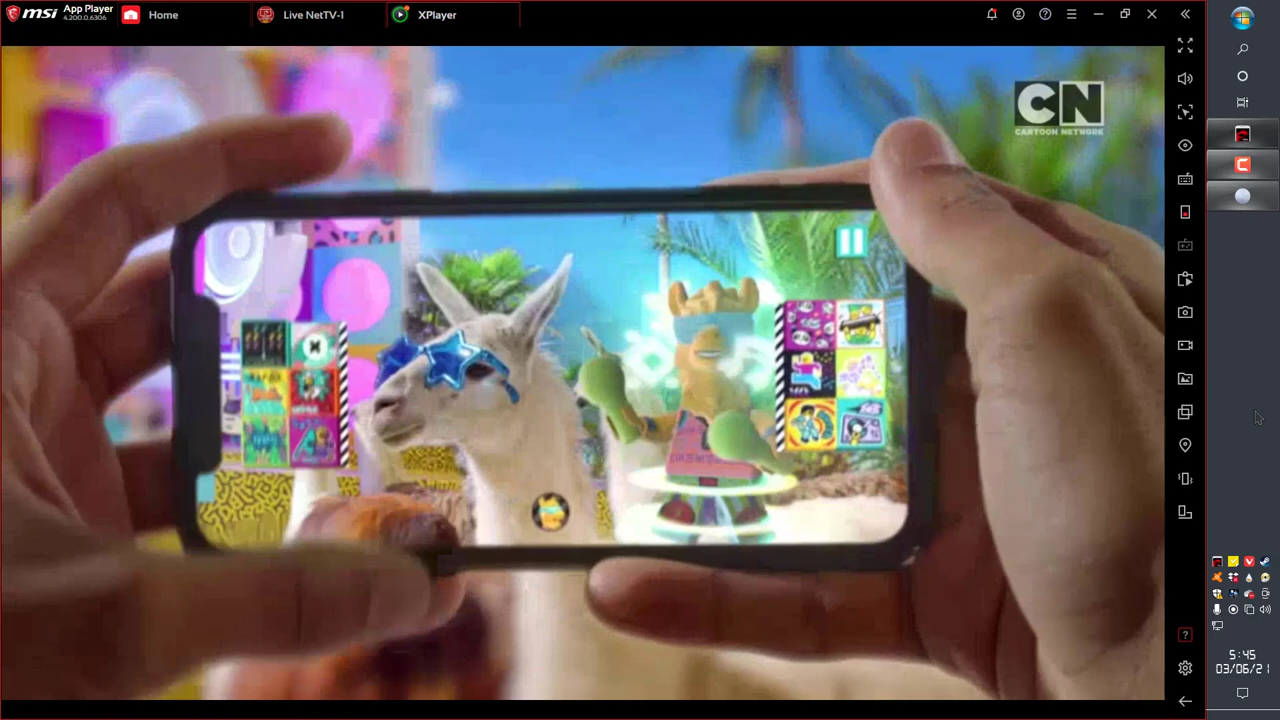 msi App Player
4.200.0.6306
Home
Live NetTV-1
XPlayer
CN
CARTOON NETWORK
5:45
03/06/21